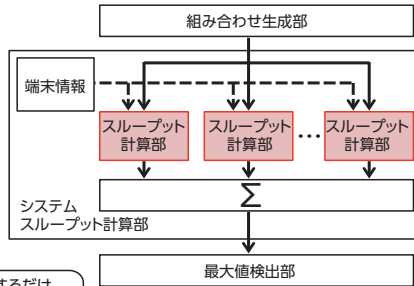 組み合わせ生成部
端末情報
スループット
計算部
スループット
計算部
…
スループット
計算部
Σ
システム
スループット計算部
最大値検出部
するだけ